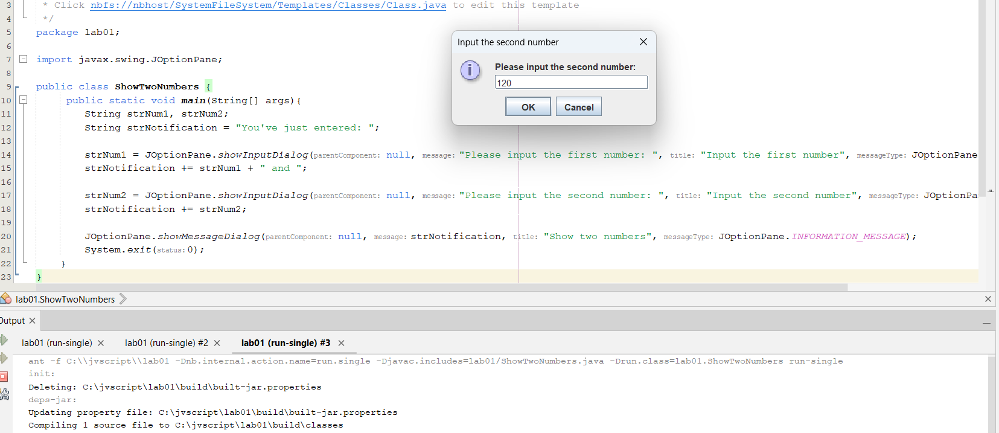 3 * Click nbfs://nbhost/SystemFileSystem/Templates/Classes/Class.java to edit this template
4 */
5 package lab01;
6
7 import javax.swing.JOptionPane;
8
9 public class ShowTwoNumbers {
10 public static void main(String[] args){
11 String strNum1, strNum2;
12 String strNotification = "You've just entered: ";
13
14 strNum1 = JOptionPane.showInputDialog(parentComponent: null, message: "Please input the first number: ", title: "Input the first number", messageType: JOptionPane
15 strNotification += strNum1 + " and ";
16
17 strNum2 = JOptionPane.showInputDialog(parentComponent: null, message: "Please input the second number: ", title: "Input the second number", messageType: JOptionPa
18 strNotification += strNum2;
19
20 JOptionPane.showMessageDialog(parentComponent: null, message: strNotification, title: "Show two numbers", messageType: JOptionPane.INFORMATION_MESSAGE);
21 System.exit(status: 0);
22 }
23 }
Input the second number
Please input the second number:
120
OK Cancel
lab01.ShowTwoNumbers
Output
lab01 (run-single) lab01 (run-single) #2 lab01 (run-single) #3
ant -f C:\\jvscript\\lab01 -Dnb.internal.action.name=run.single -Djavac.includes=lab01/ShowTwoNumbers.java -Drun.class=lab01.ShowTwoNumbers run-single
init:
Deleting: C:\jvscript\lab01\build\built-jar.properties
deps-jar:
Updating property file: C:\jvscript\lab01\build\built-jar.properties
Compiling 1 source file to C:\jvscript\lab01\build\classes